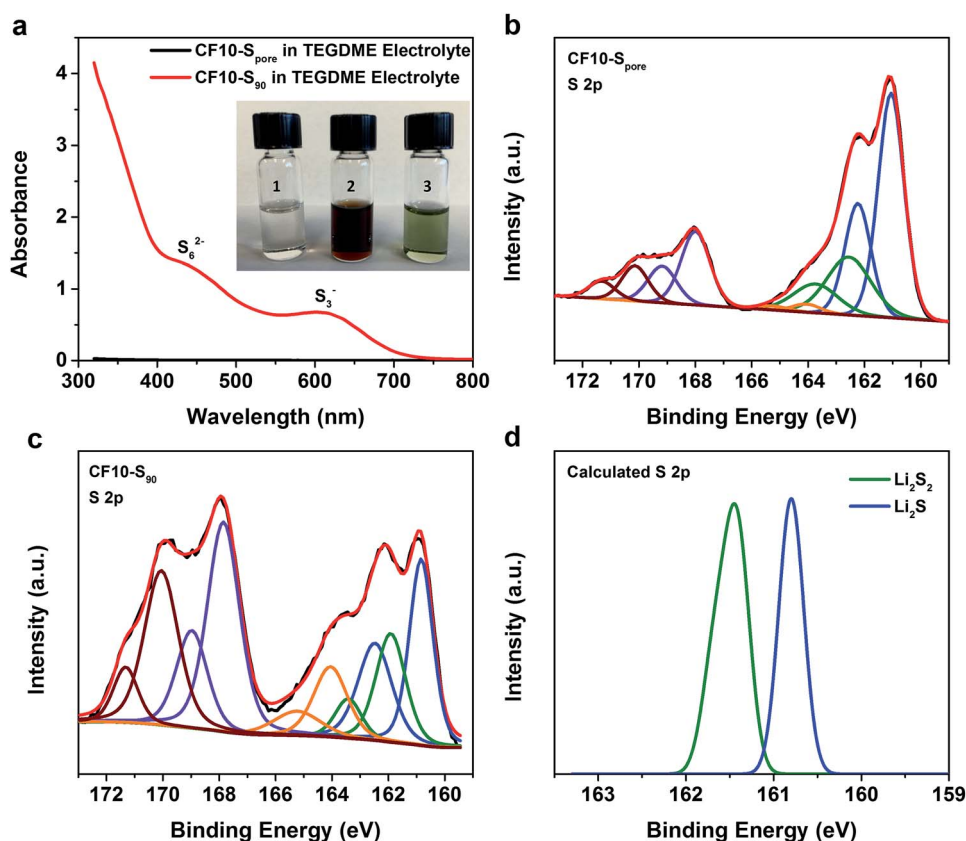 a
CF10-Spore in TEGDME Electrolyte
CF10-S90 in TEGDME Electrolyte
4
3
2
1
0
Absorbance
S6 2-
S3 -
1
2
3
300 400 500 600 700 800
Wavelength (nm)
b
CF10-Spore
S 2p
Intensity (a.u.)
172 170 168 166 164 162 160
Binding Energy (eV)
c
CF10-S90
S 2p
Intensity (a.u.)
172 170 168 166 164 162 160
Binding Energy (eV)
d
Calculated S 2p
Li2S2
Li2S
Intensity (a.u.)
163 162 161 160 159
Binding Energy (eV)